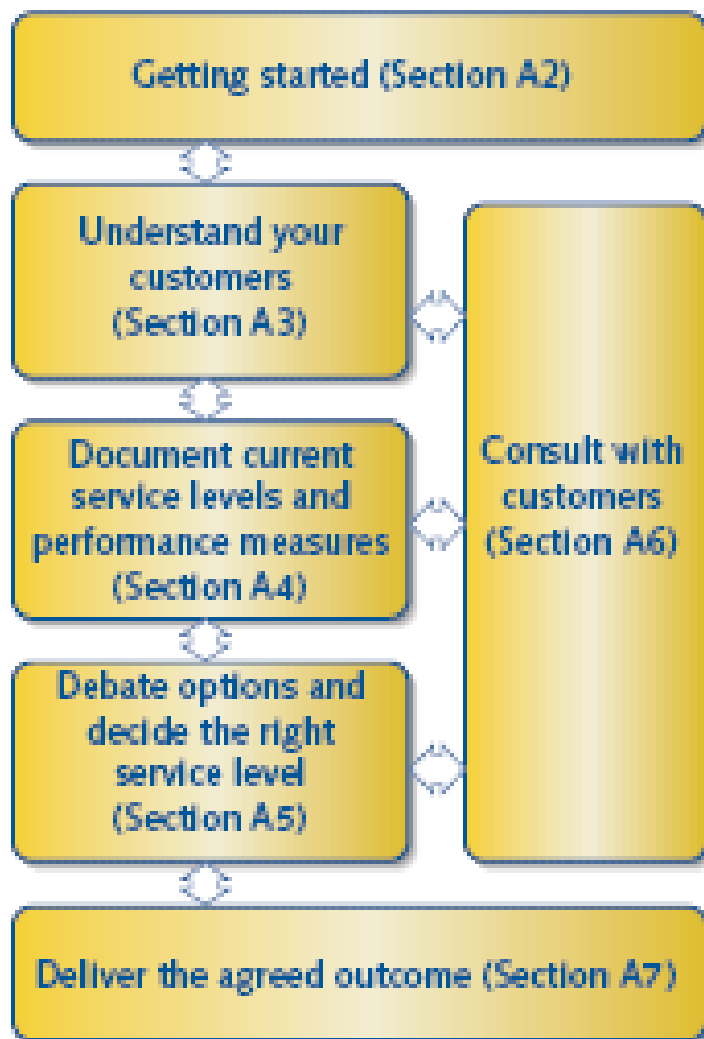 Getting started (Section A2)
Understand your
customers
(Section A3)
Document current
service levels and
performance measures
(Section A4)
Consult with
customers
(Section A6)
Debate options and
decide the right
service level
(Section A5)
Deliver the agreed outcome (Section A7)